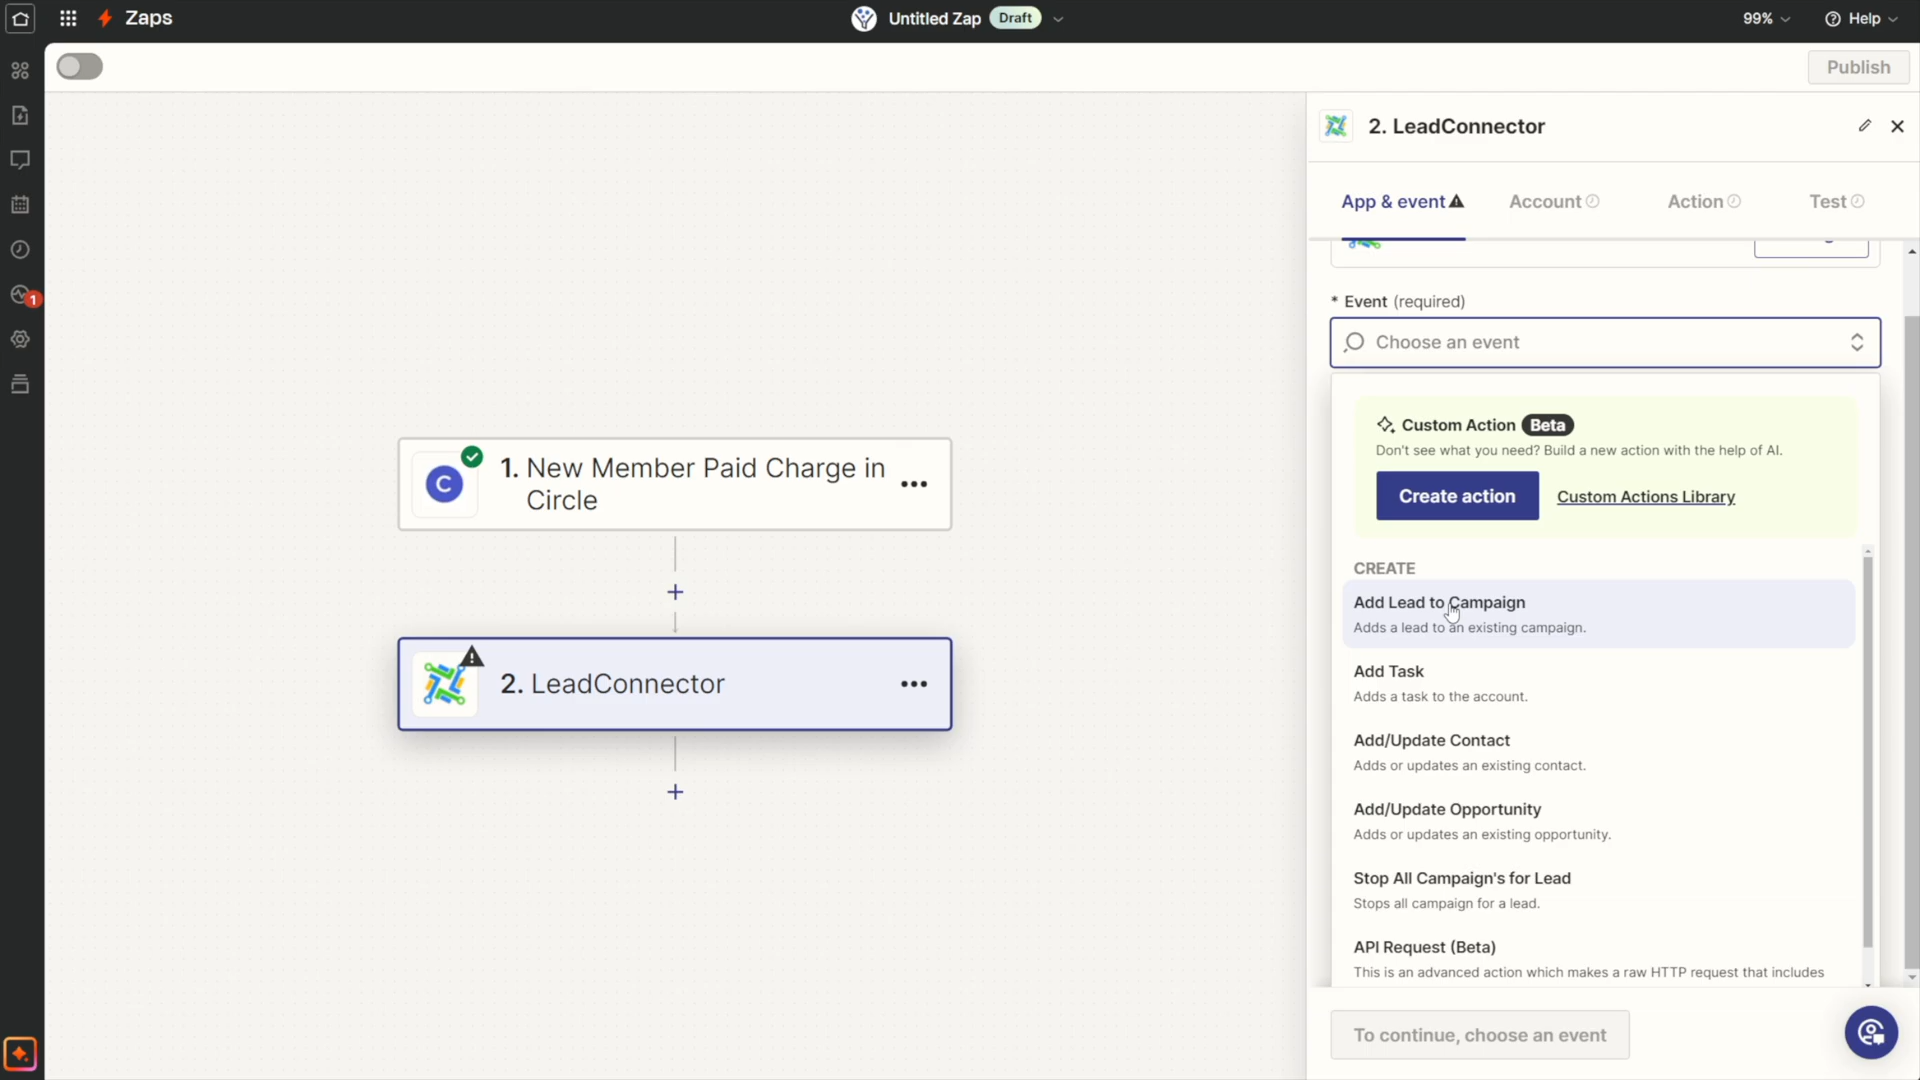 Zaps
Untitled Zap Draft
99%
Help
Publish
1
2. LeadConnector
App & event
Account
Action
Test
* Event (required)
Choose an event
Custom Action Beta
Don't see what you need? Build a new action with the help of AI.
Create action
Custom Actions Library
CREATE
Add Lead to Campaign
Adds a lead to an existing campaign.
Add Task
Adds a task to the account.
Add/Update Contact
Adds or updates an existing contact.
Add/Update Opportunity
Adds or updates an existing opportunity.
Stop All Campaign's for Lead
Stops all campaign for a lead.
API Request (Beta)
This is an advanced action which makes a raw HTTP request that includes
To continue, choose an event
C
1. New Member Paid Charge in
Circle
2. LeadConnector